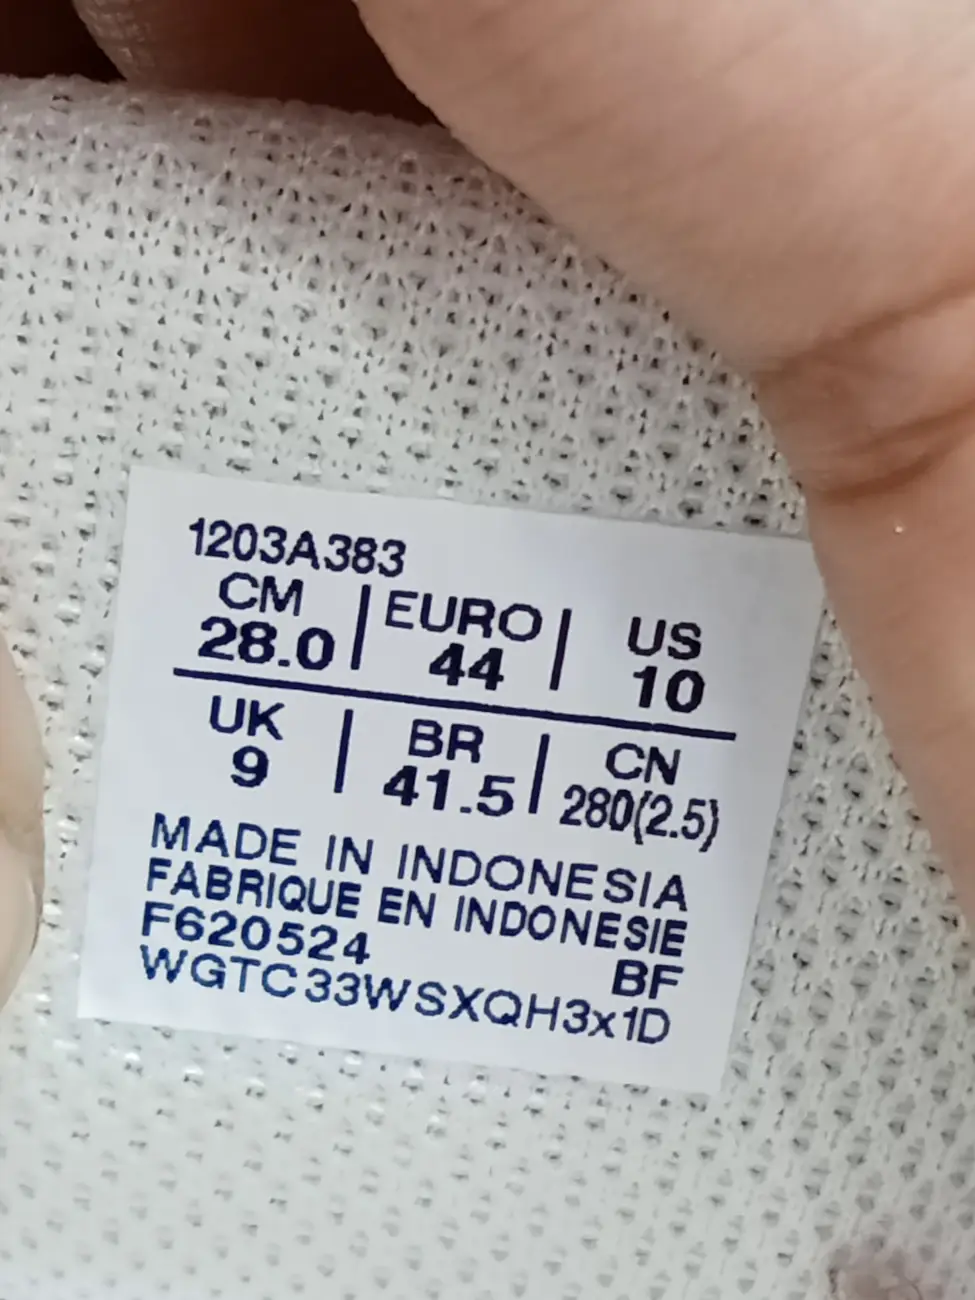 1203A383
CM | EURO | US
28.0 | 44 | 10
UK | BR | CN
9 | 41.5 | 280(2.5)
MADE IN INDONESIA
FABRIQUE EN INDONESIE
F620524 BF
WGTC33WSXQH3x1D